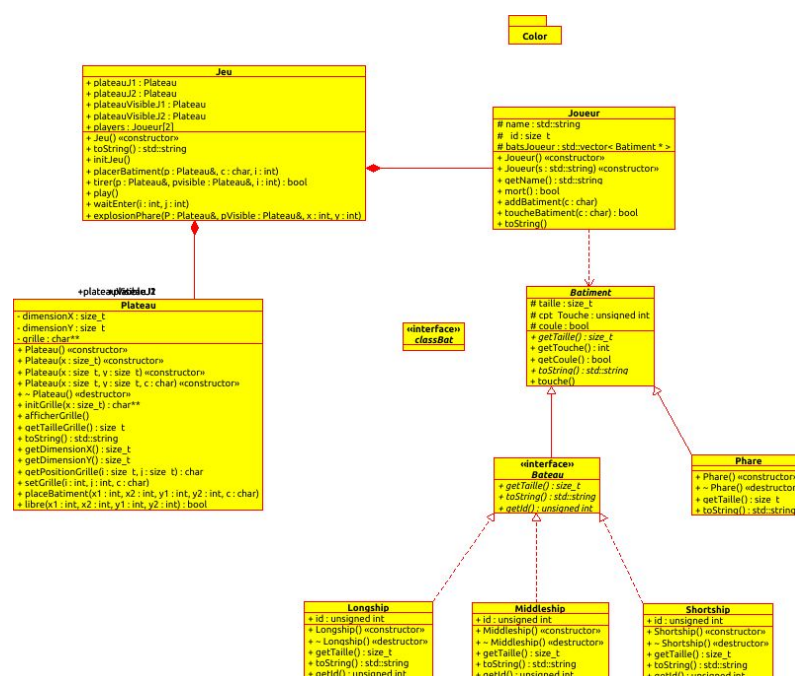 Color
Jeu
+ plateauJ1 : Plateau
+ plateauJ2 : Plateau
+ plateauVisibleJ1 : Plateau
+ plateauVisibleJ2 : Plateau
+ players : Joueur[2]
+ Jeu() «constructor»
+ toString() : std::string
+ initJeu()
+ placerBatiment(p : Plateau&, c : char, i : int)
+ tirer(p : Plateau&, pvisible : Plateau&, i : int) : bool
+ play()
+ waitEnter(i : int, j : int)
+ explosionPhare(P : Plateau&, pVisible : Plateau&, x : int, y : int)
Joueur
# name : std::string
# _id : size_t
# batsJoueur : std::vector< Batiment * >
+ Joueur() «constructor»
+ Joueur(s : std::string) «constructor»
+ getName() : std::string
+ mort() : bool
+ addBatiment(c : char)
+ toucheBatiment(c : char) : bool
+ toString()
Plateau
- dimensionX : size_t
- dimensionY : size_t
- grille : char**
+ Plateau() «constructor»
+ Plateau(x : size_t) «constructor»
+ Plateau(x : size_t, y : size_t) «constructor»
+ Plateau(x : size_t, y : size_t, c : char) «constructor»
+ ~ Plateau() «destructor»
+ initGrille(x : size_t) : char**
+ afficherGrille()
+ getTailleGrille() : size_t
+ toString() : std::string
+ getDimensionX() : size_t
+ getDimensionY() : size_t
+ getPositionGrille(i : size_t, j : size_t) : char
+ setGrille(i : int, j : int, c : char)
+ placeBatiment(x1 : int, x2 : int, y1 : int, y2 : int, c : char)
+ libre(x1 : int, x2 : int, y1 : int, y2 : int) : bool
«interface»
classBat
Batiment
# taille : size_t
# cpt_Touche : unsigned int
# coule : bool
+ getTaille() : size_t
+ getTouche() : int
+ getCoule() : bool
+ toString() : std::string
+ touche()
«interface»
Bateau
+ getTaille() : size_t
+ toString() : std::string
+ getId() : unsigned int
Phare
+ Phare() «constructor»
+ ~ Phare() «destructor»
+ getTaille() : size_t
+ toString() : std::string
Longship
+ id : unsigned int
+ Longship() «constructor»
+ ~ Longship() «destructor»
+ getTaille() : size_t
+ toString() : std::string
+ getId() : unsigned int
Middleship
+ id : unsigned int
+ Middleship() «constructor»
+ ~ Middleship() «destructor»
+ getTaille() : size_t
+ toString() : std::string
+ getId() : unsigned int
Shortship
+ id : unsigned int
+ Shortship() «constructor»
+ ~ Shortship() «destructor»
+ getTaille() : size_t
+ toString() : std::string
+ getId() : unsigned int